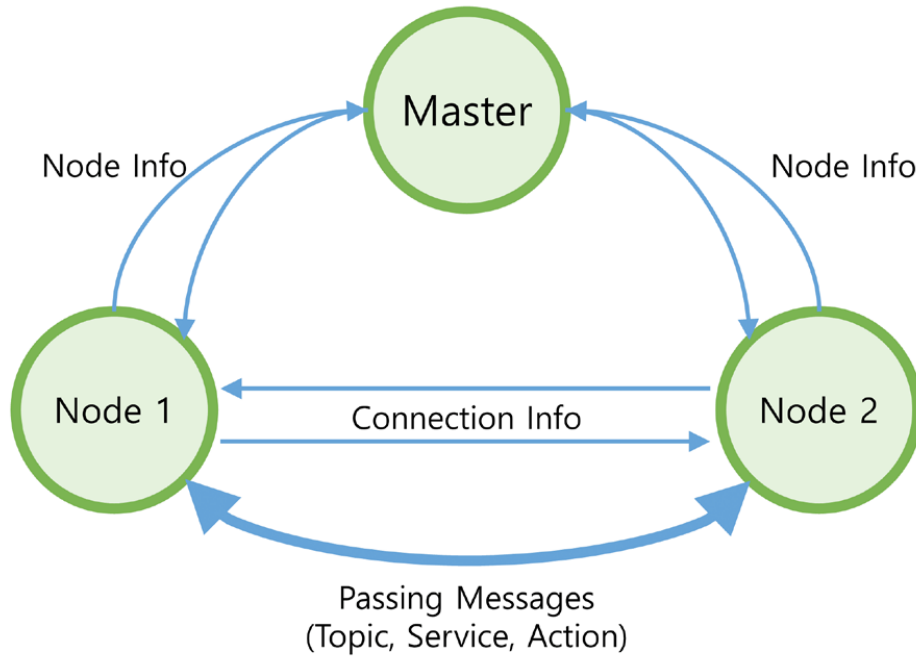 Master
Node Info
Node Info
Node 1
Connection Info
Node 2
Passing Messages
(Topic, Service, Action)